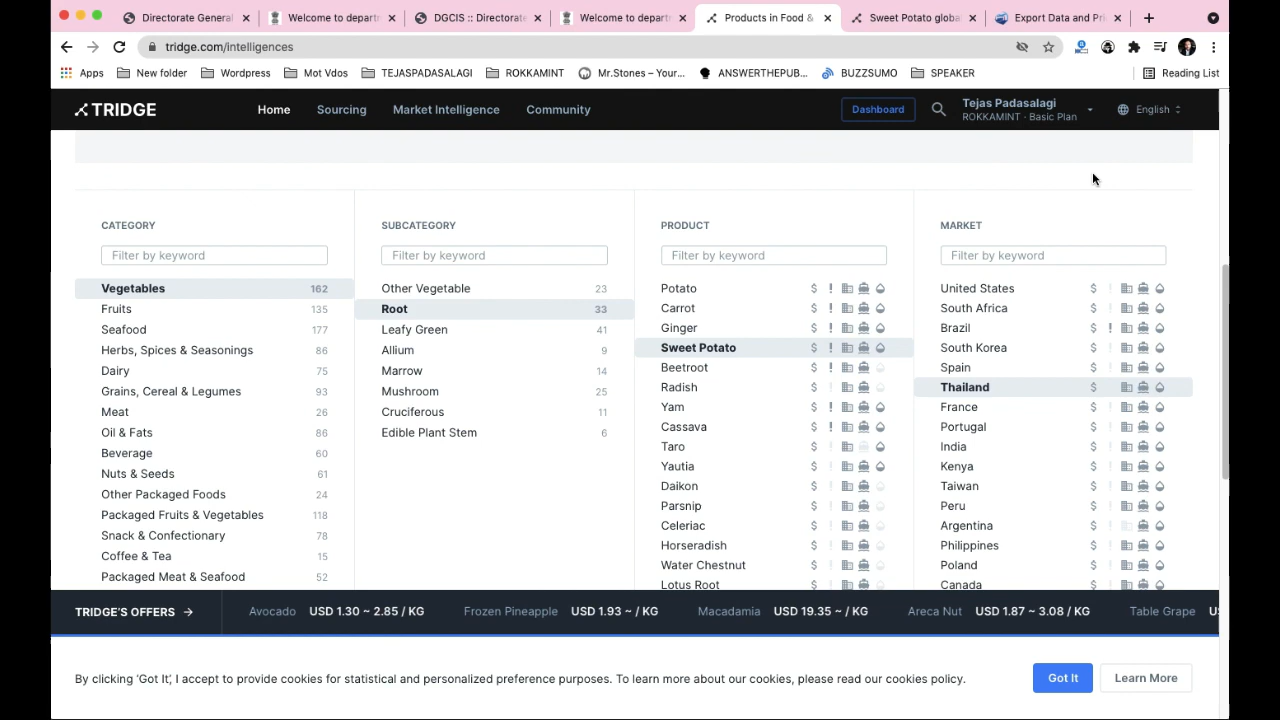 Directorate General
Welcome to departm
DGCIS :: Directorate
Welcome to departm
Products in Food &
Sweet Potato globa
Export Data and Pri
tridge.com/intelligences
Apps
New folder
Wordpress
Mot Vdos
TEJASPADASALAGI
ROKKAMINT
Mr.Stones – Your...
ANSWERTHEPUB...
BUZZSUMO
SPEAKER
Reading List
TRIDGE
Home
Sourcing
Market Intelligence
Community
Dashboard
Tejas Padasalagi
ROKKAMINT · Basic Plan
English
CATEGORY
Filter by keyword
Vegetables 162
Fruits 135
Seafood 177
Herbs, Spices & Seasonings 86
Dairy 75
Grains, Cereal & Legumes 93
Meat 26
Oil & Fats 86
Beverage 60
Nuts & Seeds 61
Other Packaged Foods 24
Packaged Fruits & Vegetables 118
Snack & Confectionary 78
Coffee & Tea 15
Packaged Meat & Seafood 52
SUBCATEGORY
Filter by keyword
Other Vegetable 23
Root 33
Leafy Green 41
Allium 9
Marrow 14
Mushroom 25
Cruciferous 11
Edible Plant Stem 6
PRODUCT
Filter by keyword
Potato
Carrot
Ginger
Sweet Potato
Beetroot
Radish
Yam
Cassava
Taro
Yautia
Daikon
Parsnip
Celeriac
Horseradish
Water Chestnut
Lotus Root
MARKET
Filter by keyword
United States
South Africa
Brazil
South Korea
Spain
Thailand
France
Portugal
India
Kenya
Taiwan
Peru
Argentina
Philippines
Poland
Canada
TRIDGE'S OFFERS →
Avocado USD 1.30 ~ 2.85 / KG
Frozen Pineapple USD 1.93 ~ / KG
Macadamia USD 19.35 ~ / KG
Areca Nut USD 1.87 ~ 3.08 / KG
Table Grape
By clicking 'Got It', I accept to provide cookies for statistical and personalized preference purposes. To learn more about our cookies, please read our cookies policy.
Got It
Learn More